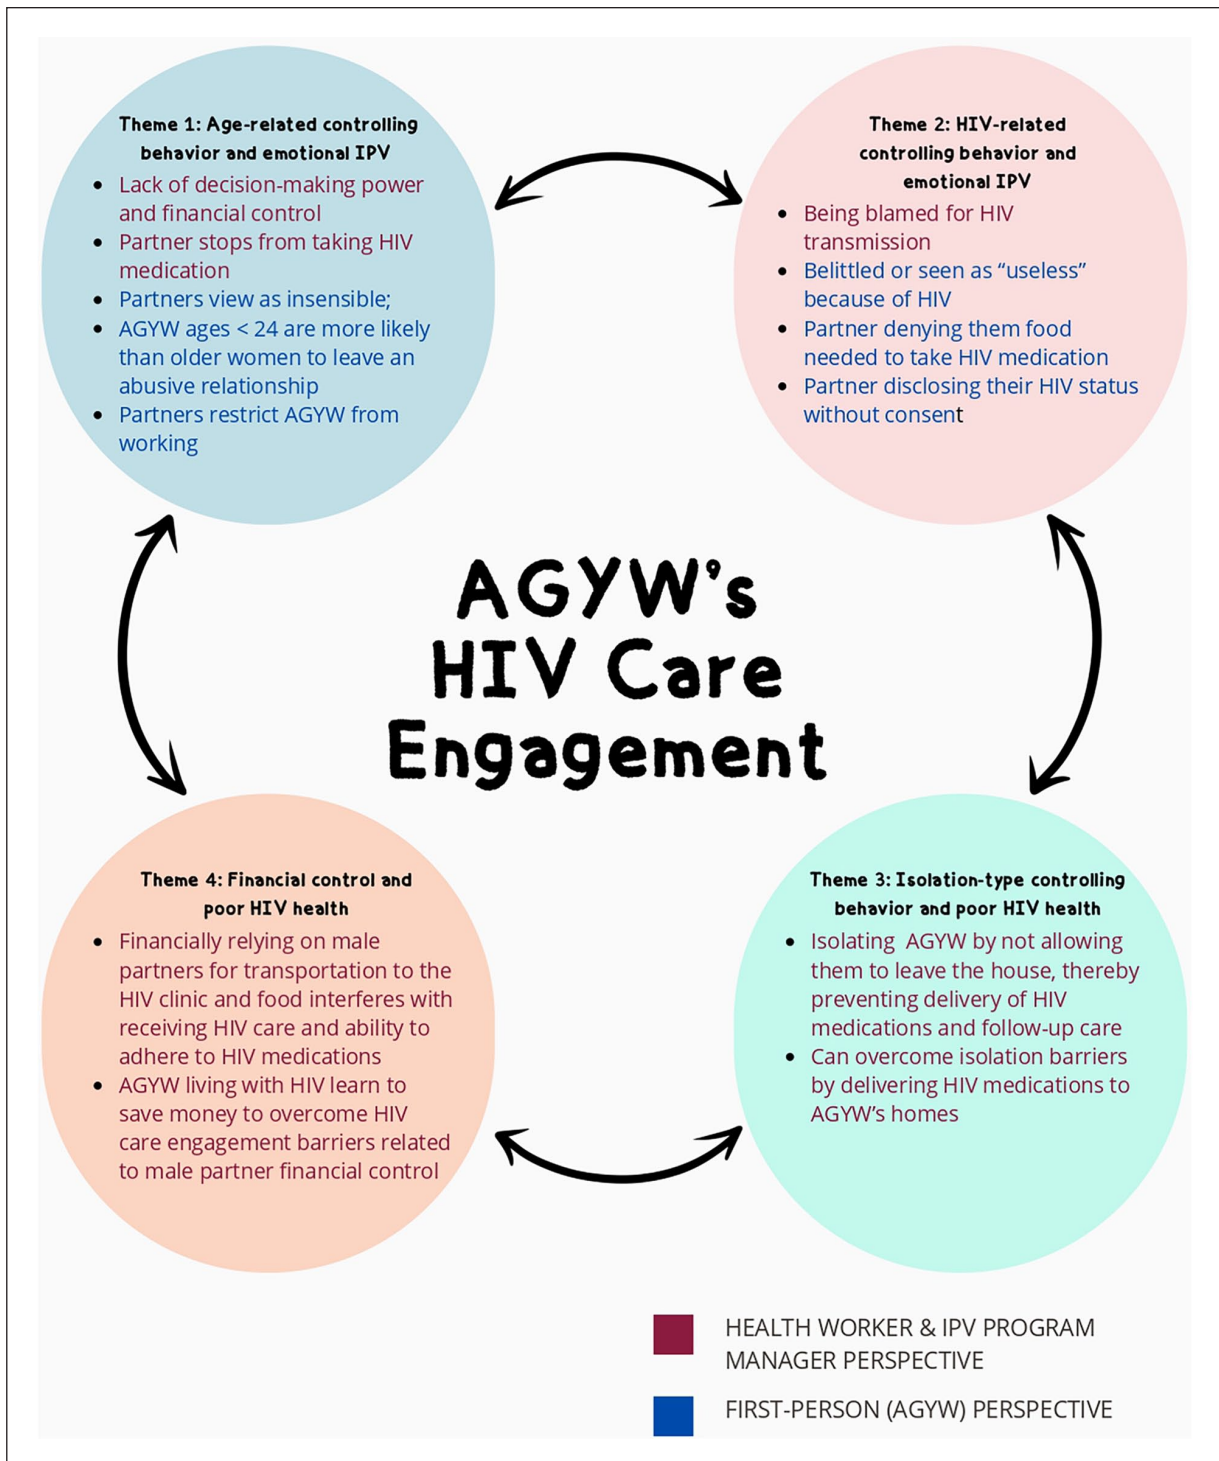 Theme 1: Age-related controlling
behavior and emotional IPV
• Lack of decision-making power
and financial control
• Partner stops from taking HIV
medication
• Partners view as insensible;
• AGYW ages < 24 are more likely
than older women to leave an
abusive relationship
• Partners restrict AGYW from
working
Theme 2: HIV-related
controlling behavior and
emotional IPV
• Being blamed for HIV
transmission
• Belittled or seen as “useless”
because of HIV
• Partner denying them food
needed to take HIV medication
• Partner disclosing their HIV status
without consent
AGYW’s
HIV Care
Engagement
Theme 4: Financial control and
poor HIV health
• Financially relying on male
partners for transportation to the
HIV clinic and food interferes with
receiving HIV care and ability to
adhere to HIV medications
• AGYW living with HIV learn to
save money to overcome HIV
care engagement barriers related
to male partner financial control
Theme 3: Isolation-type controlling
behavior and poor HIV health
• Isolating  AGYW by not allowing
them to leave the house, thereby
preventing delivery of HIV
medications and follow-up care
• Can overcome isolation barriers
by delivering HIV medications to
AGYW’s homes
HEALTH WORKER & IPV PROGRAM
MANAGER PERSPECTIVE
FIRST-PERSON (AGYW) PERSPECTIVE